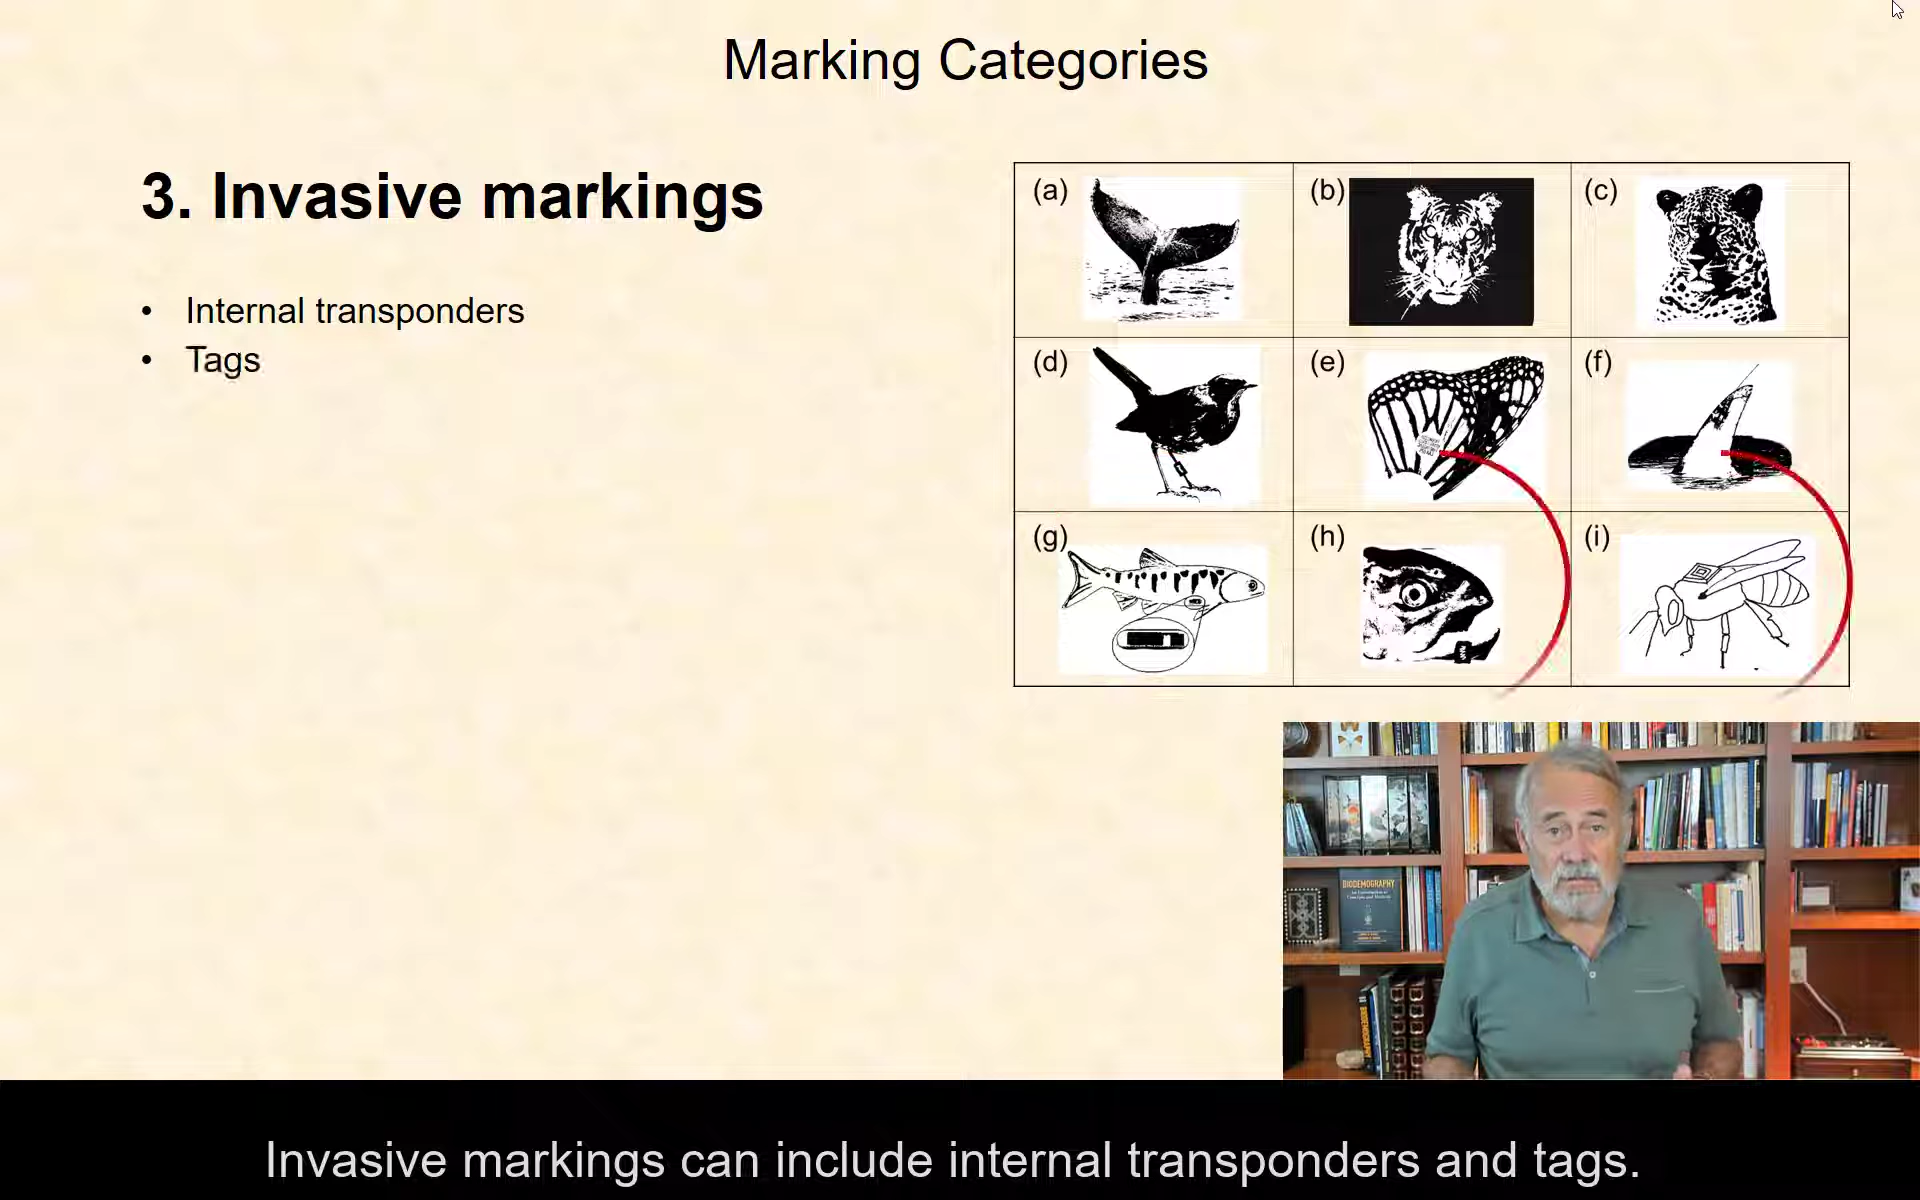 Marking Categories
3. Invasive markings
• Internal transponders
• Tags
(a)
(b)
(c)
(d)
(e)
(f)
(g)
(h)
(i)
BIODEMOGRAPHY
Invasive markings can include internal transponders and tags.